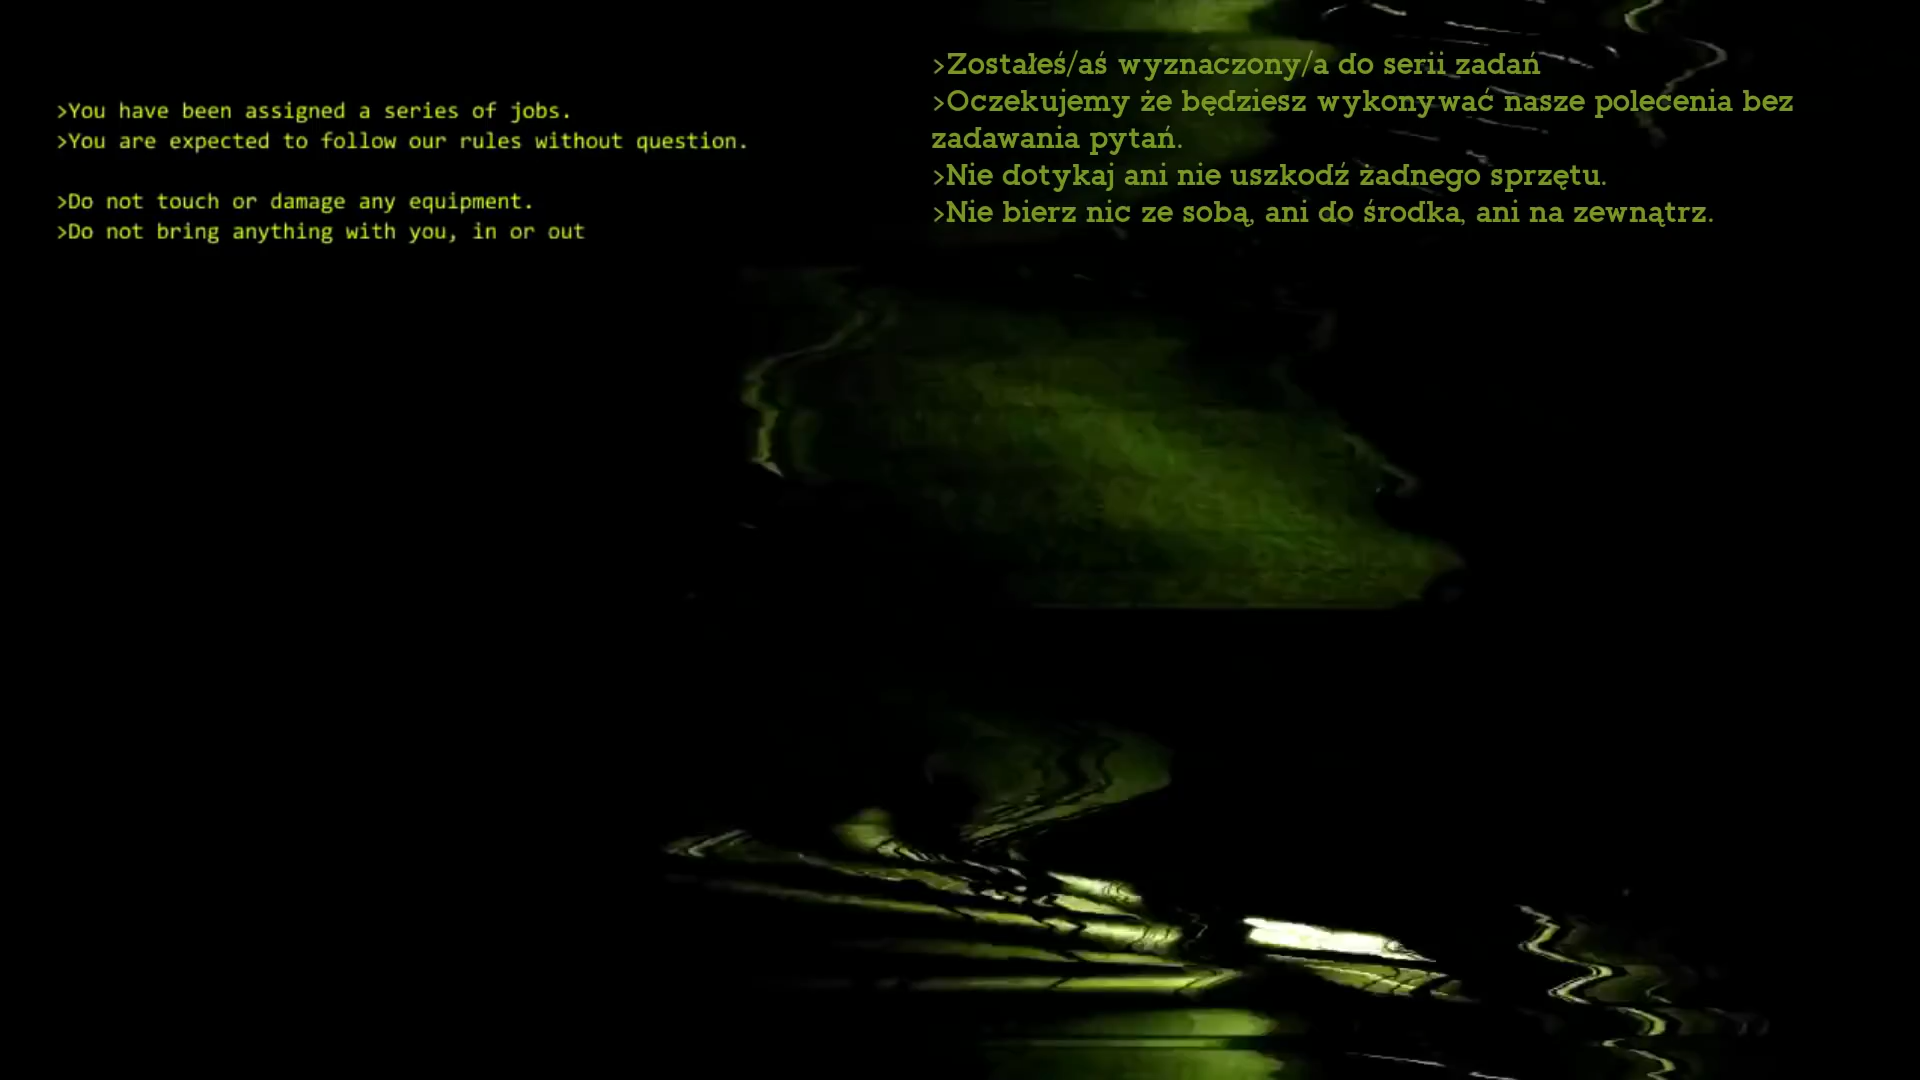 >You have been assigned a series of jobs.
>You are expected to follow our rules without question.
>Do not touch or damage any equipment.
>Do not bring anything with you, in or out
>Zostałeś/aś wyznaczony/a do serii zadań
>Oczekujemy że będziesz wykonywać nasze polecenia bez
zadawania pytań.
>Nie dotykaj ani nie uszkodź żadnego sprzętu.
>Nie bierz nic ze sobą, ani do środka, ani na zewnątrz.